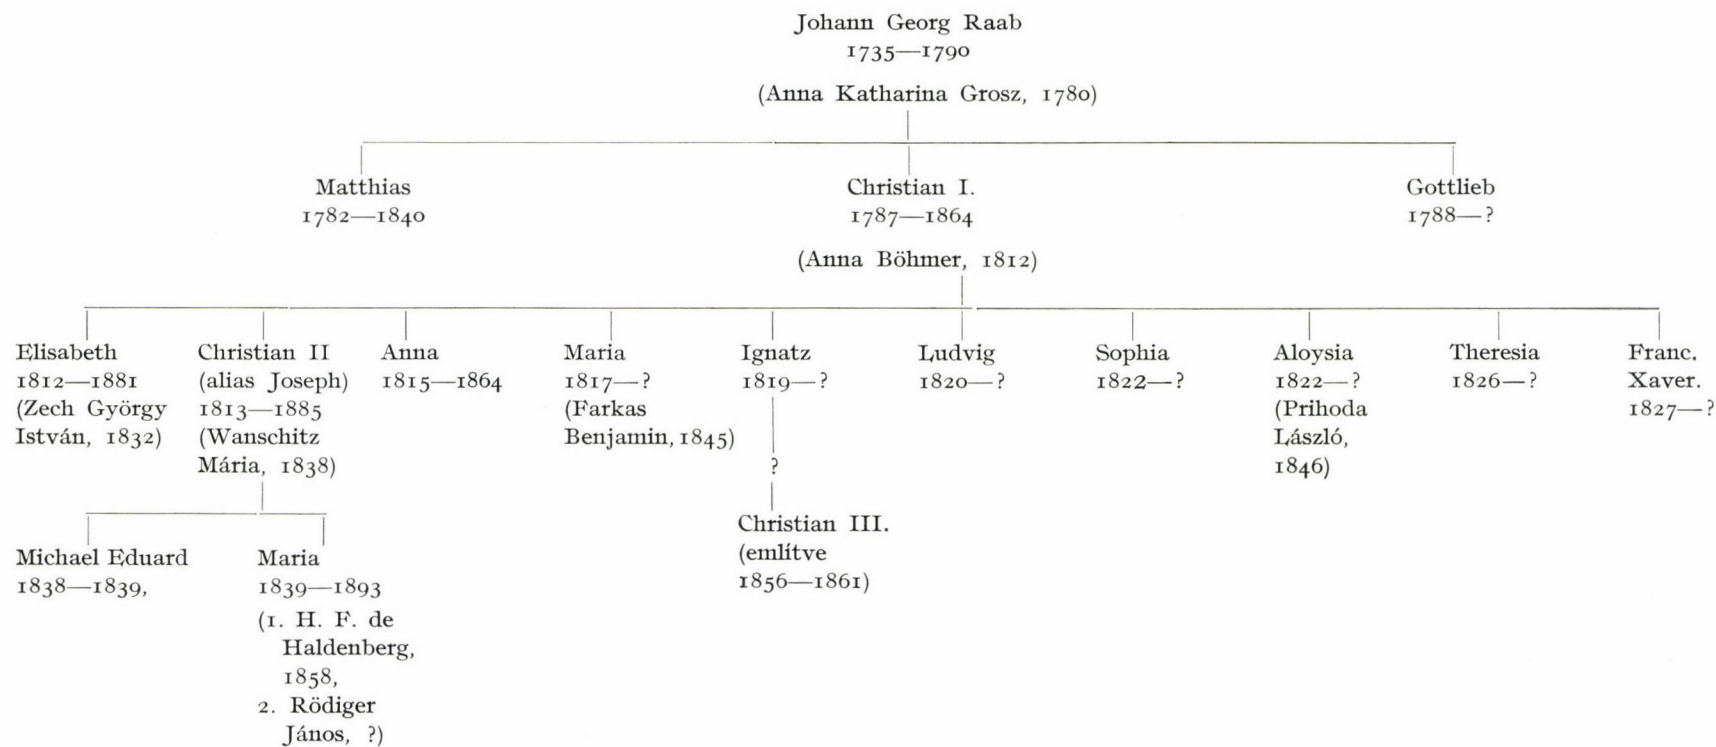 Johann Georg Raab
1735—1790
(Anna Katharina Grosz, 1780)
Matthias
1782—1840
Christian I.
1787—1864
Gottlieb
1788—?
(Anna Böhmer, 1812)
Elisabeth
1812—1881
(Zech György
István, 1832)
Christian II
(alias Joseph)
1813—1885
(Wanschitz
Mária, 1838)
Anna
1815—1864
Maria
1817—?
(Farkas
Benjamin, 1845)
Ignatz
1819—?
?
Ludvig
1820—?
Sophia
1822—?
Aloysia
1822—?
(Prihoda
László,
1846)
Theresia
1826—?
Franc.
Xaver.
1827—?
Michael Eduard
1838—1839,
Maria
1839—1893
(1. H. F. de
Haldenberg,
1858,
2. Rödiger
János, ?)
Christian III.
(említve
1856—1861)